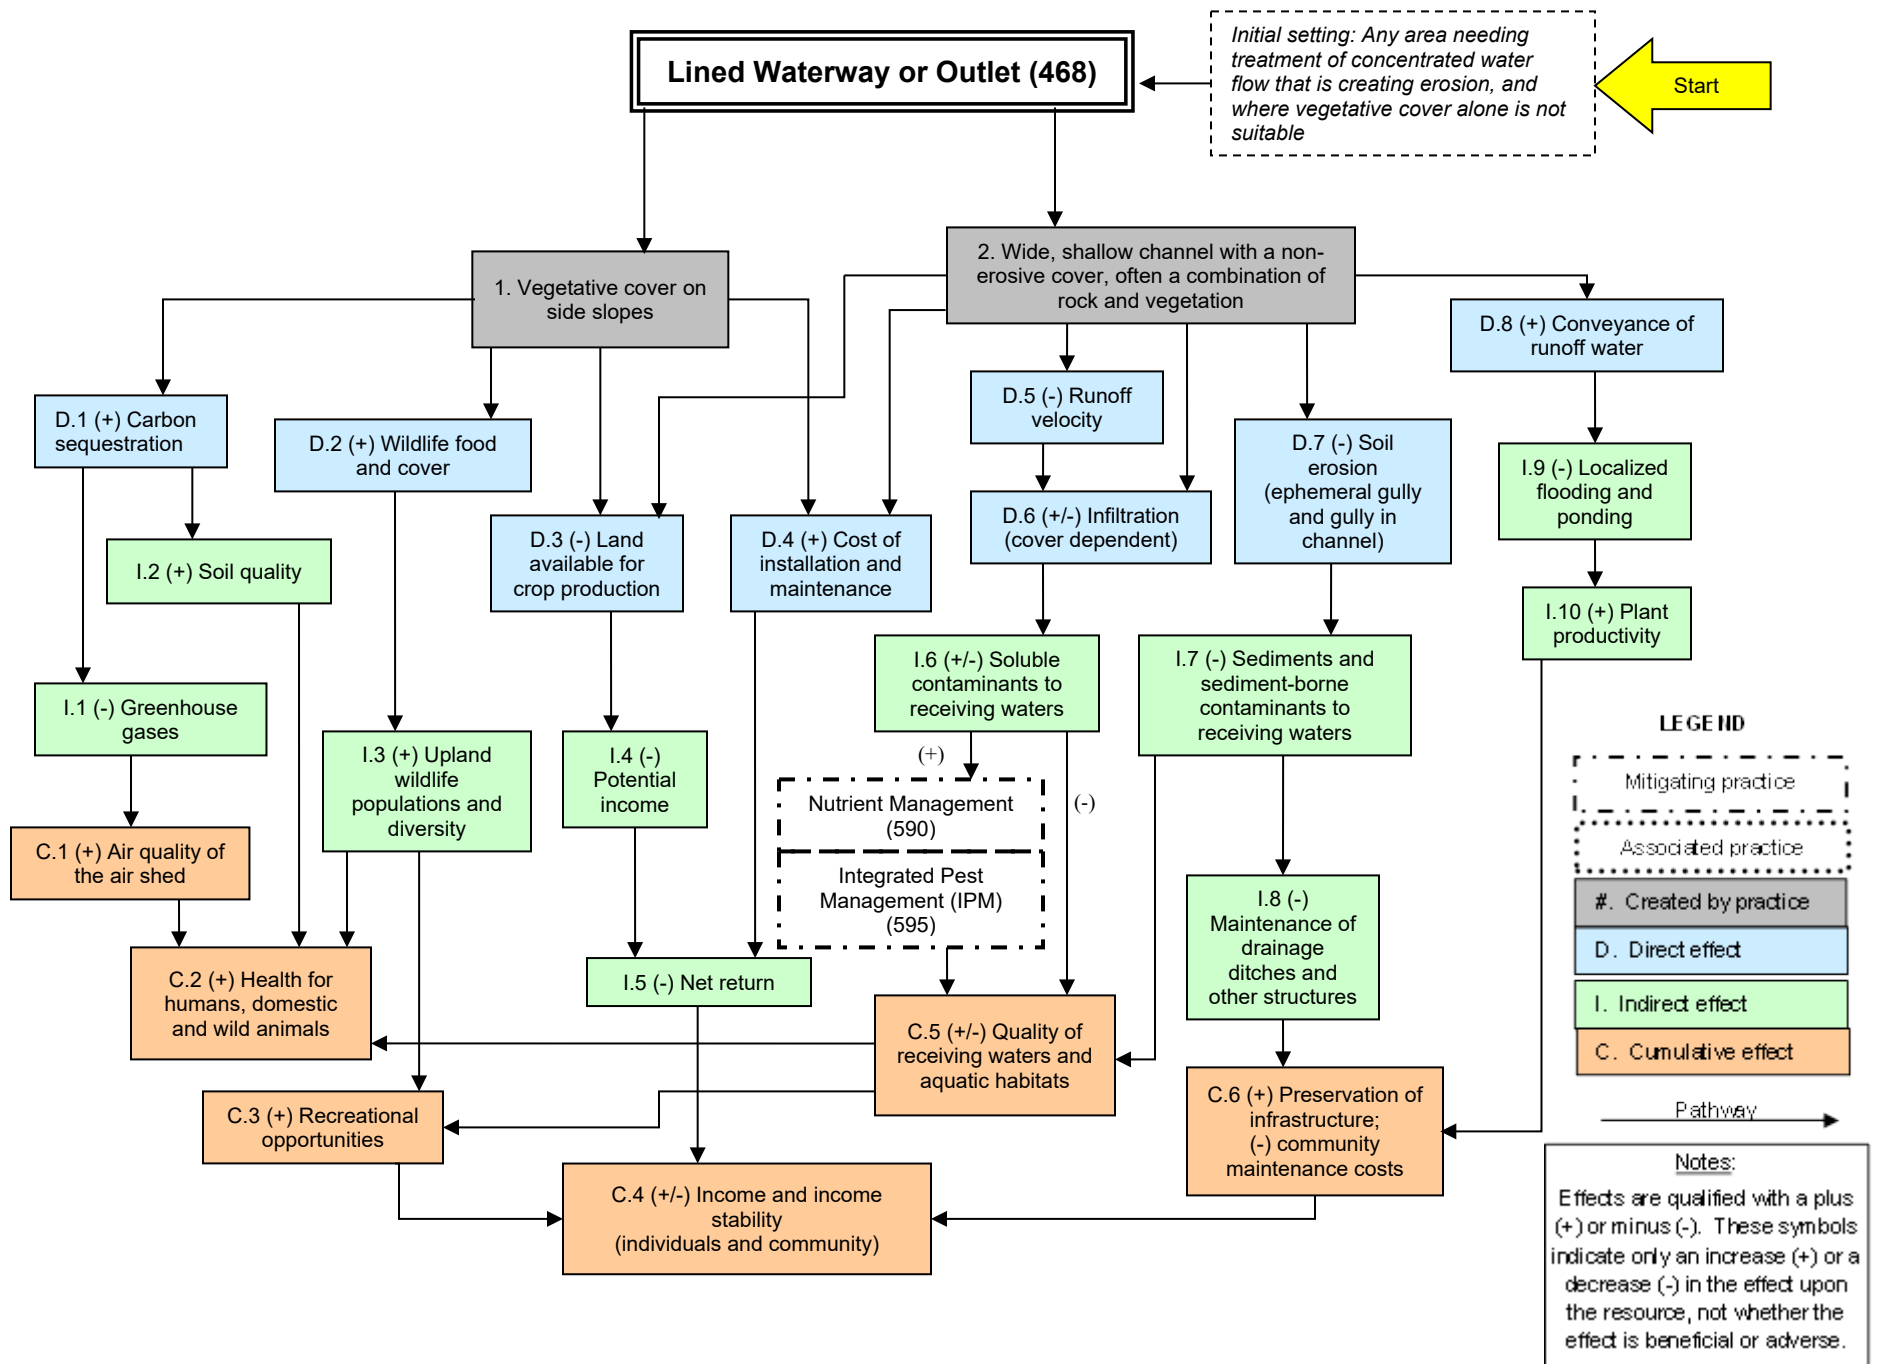 Lined Waterway or Outlet (468)
Initial setting: Any area needing
treatment of concentrated water
flow that is creating erosion, and
where vegetative cover alone is not
suitable
Start
1. Vegetative cover on
side slopes
2. Wide, shallow channel with a non-
erosive cover, often a combination of
rock and vegetation
D.8 (+) Conveyance of
runoff water
D.1 (+) Carbon
sequestration
D.2 (+) Wildlife food
and cover
D.5 (-) Runoff
velocity
D.7 (-) Soil
erosion
(ephemeral gully
and gully in
channel)
I.9 (-) Localized
flooding and
ponding
D.3 (-) Land
available for
crop production
D.4 (+) Cost of
installation and
maintenance
D.6 (+/-) Infiltration
(cover dependent)
I.2 (+) Soil quality
I.10 (+) Plant
productivity
I.6 (+/-) Soluble
contaminants to
receiving waters
I.7 (-) Sediments and
sediment-borne
contaminants to
receiving waters
I.1 (-) Greenhouse
gases
I.3 (+) Upland
wildlife
populations and
diversity
I.4 (-)
Potential
income
(+)
(-)
Nutrient Management
(590)
Integrated Pest
Management (IPM)
(595)
C.1 (+) Air quality of
the air shed
I.8 (-)
Maintenance of
drainage
ditches and
other structures
C.2 (+) Health for
humans, domestic
and wild animals
I.5 (-) Net return
C.5 (+/-) Quality of
receiving waters and
aquatic habitats
C.3 (+) Recreational
opportunities
C.6 (+) Preservation of
infrastructure;
(-) community
maintenance costs
C.4 (+/-) Income and income
stability
(individuals and community)
LEGEND
Mitigating practice
Associated practice
#. Created by practice
D. Direct effect
I. Indirect effect
C. Cumulative effect
Pathway
Notes:
Effects are qualified with a plus
(+) or minus (-). These symbols
indicate only an increase (+) or a
decrease (-) in the effect upon
the resource, not whether the
effect is beneficial or adverse.